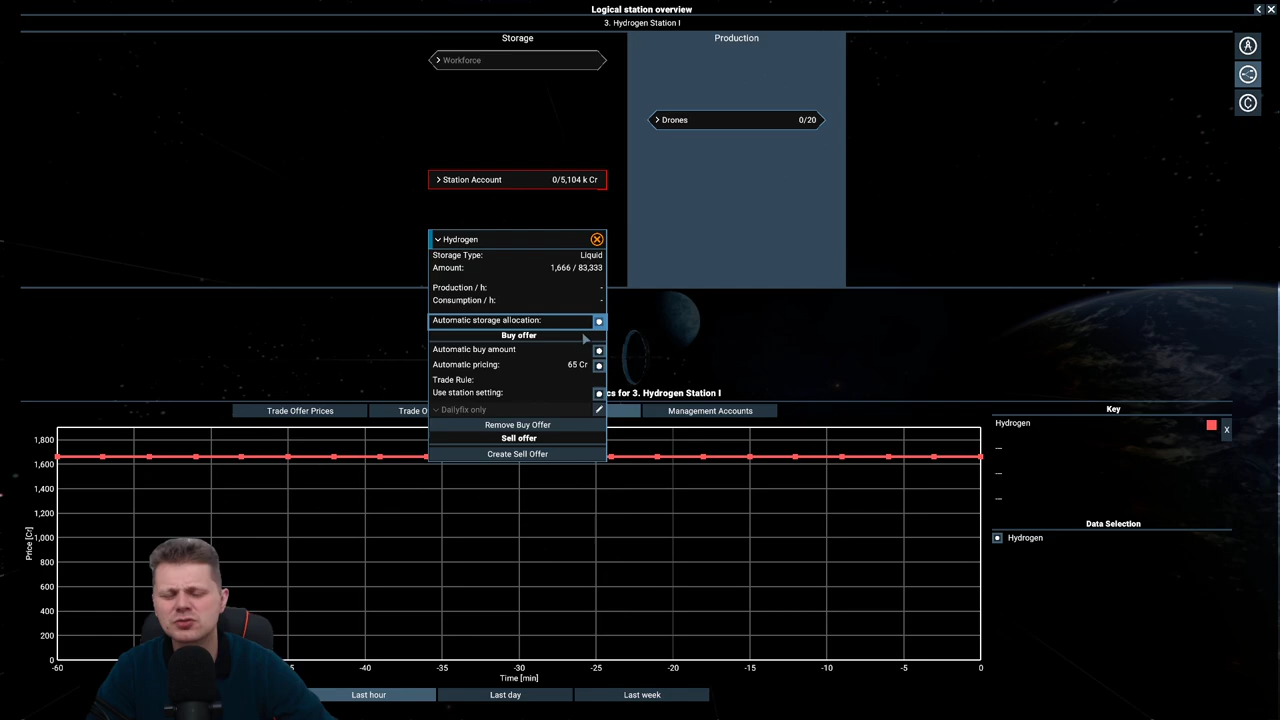 Logical station overview
3. Hydrogen Station I
Storage
Production
Workforce
Drones 0/20
Station Account 0/5,104 k Cr
Hydrogen
Storage Type: Liquid
Amount: 1,666 / 83,333
Production / h: -
Consumption / h: -
Automatic storage allocation:
Buy offer
Automatic buy amount
Automatic pricing: 65 Cr
Trade Rule:
Use station setting:
Dailyfix only
Remove Buy Offer
Sell offer
Create Sell Offer
cs for 3. Hydrogen Station I
Trade Offer Prices
Trade O
Management Accounts
Key
Hydrogen
X
Data Selection
Hydrogen
Price [Cr]
1,800
1,600
1,400
1,200
1,000
800
600
400
200
0
-60
-40
-35
-30
-25
-20
-15
-10
-5
0
Time [min]
Last hour
Last day
Last week